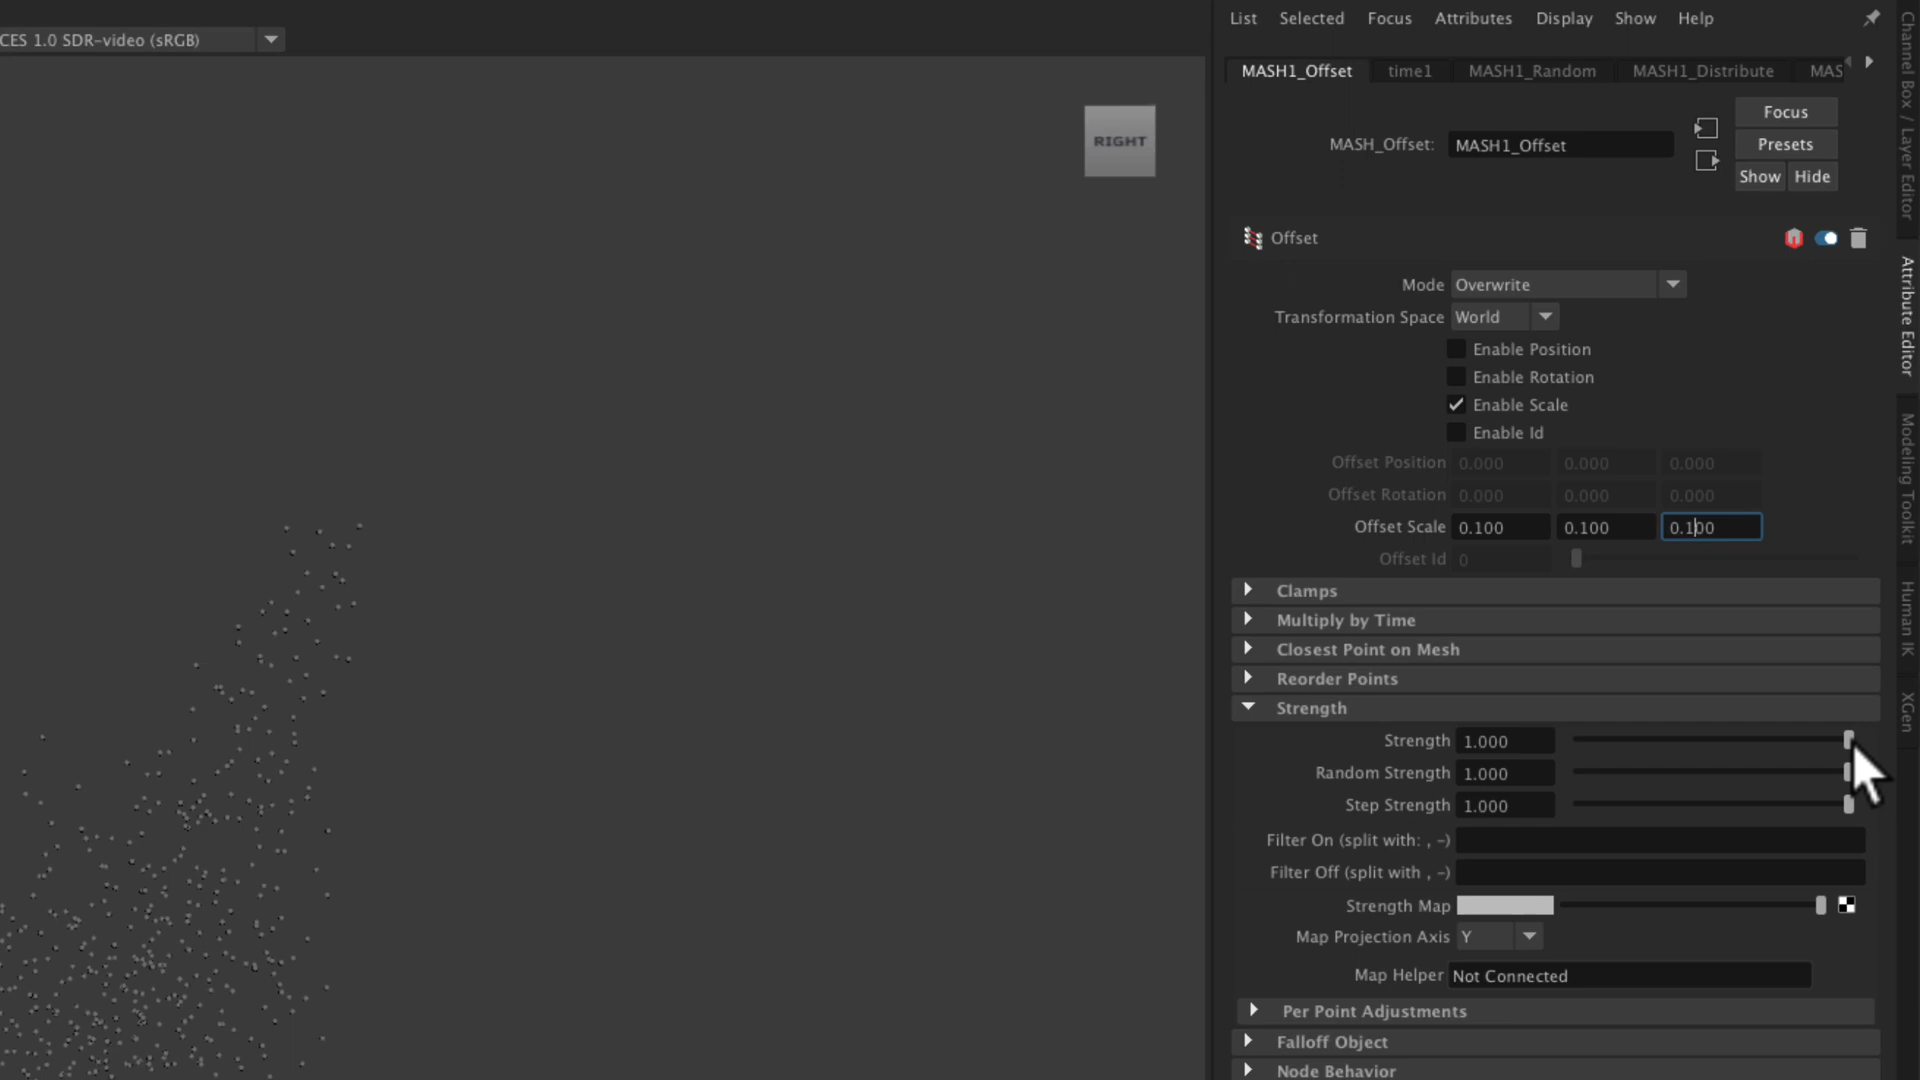 List Selected Focus Attributes Display Show Help
CES 1.0 SDR-video (sRGB)
MASH1_Offset time1 MASH1_Random MASH1_Distribute MAS
RIGHT
MASH_Offset: MASH1_Offset
Focus
Presets
Show Hide
Offset
Mode Overwrite
Transformation Space World
Enable Position
Enable Rotation
Enable Scale
Enable Id
Offset Position 0.000 0.000 0.000
Offset Rotation 0.000 0.000 0.000
Offset Scale 0.100 0.100 0.100
Offset Id 0
Clamps
Multiply by Time
Closest Point on Mesh
Reorder Points
Strength
Strength 1.000
Random Strength 1.000
Step Strength 1.000
Filter On (split with: , -)
Filter Off (split with , -)
Strength Map
Map Projection Axis Y
Map Helper Not Connected
Per Point Adjustments
Falloff Object
Node Behavior
Channel Box / Layer Editor
Attribute Editor
Modeling Toolkit
Human IK
XGen